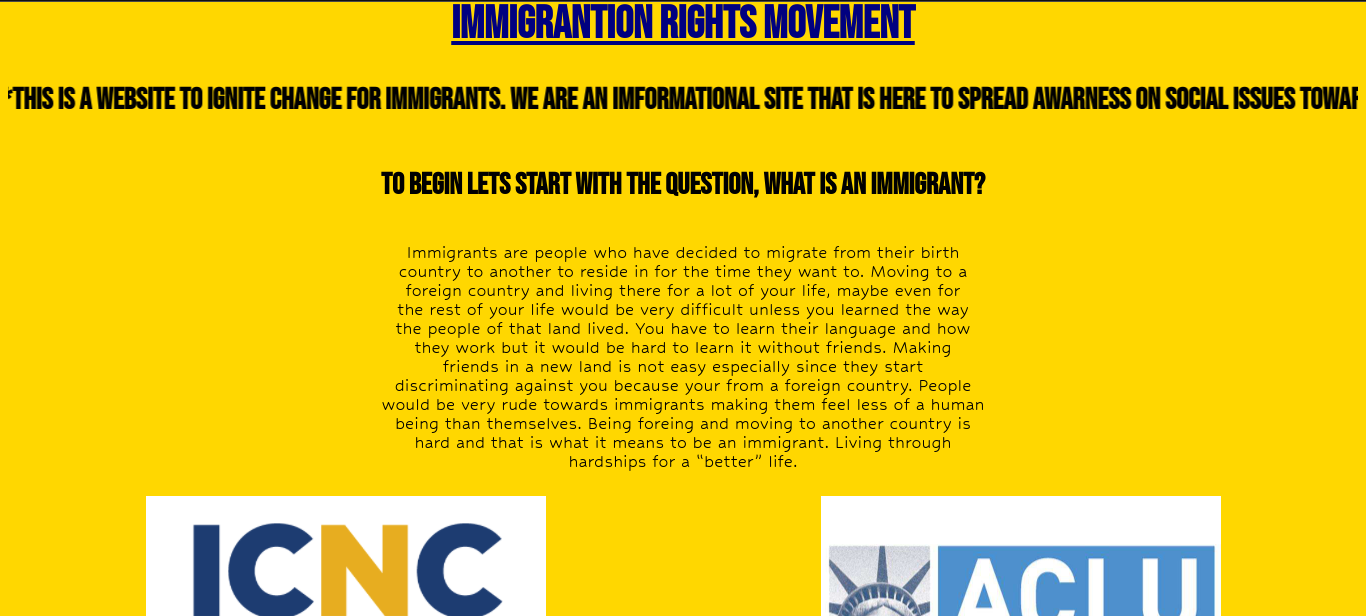 IMMIGRANTION RIGHTS MOVEMENT
THIS IS A WEBSITE TO IGNITE CHANGE FOR IMMIGRANTS. WE ARE AN IMFORMATIONAL SITE THAT IS HERE TO SPREAD AWARNESS ON SOCIAL ISSUES
TO BEGIN LETS START WITH THE QUESTION, WHAT IS AN IMMIGRANT?
Immigrants are people who have decided to migrate from their birth
country to another to reside in for the time they want to. Moving to a
foreign country and living there for a lot of your life, maybe even for
the rest of your life would be very difficult unless you learned the way
the people of that land lived. You have to learn their language and how
they work but it would be hard to learn it without friends. Making
friends in a new land is not easy especially since they start
discriminating against you because your from a foreign country. People
would be very rude towards immigrants making them feel less of a human
being than themselves. Being foreing and moving to another country is
hard and that is what it means to be an immigrant. Living through
hardships for a “better” life.
ICNC
ACLU